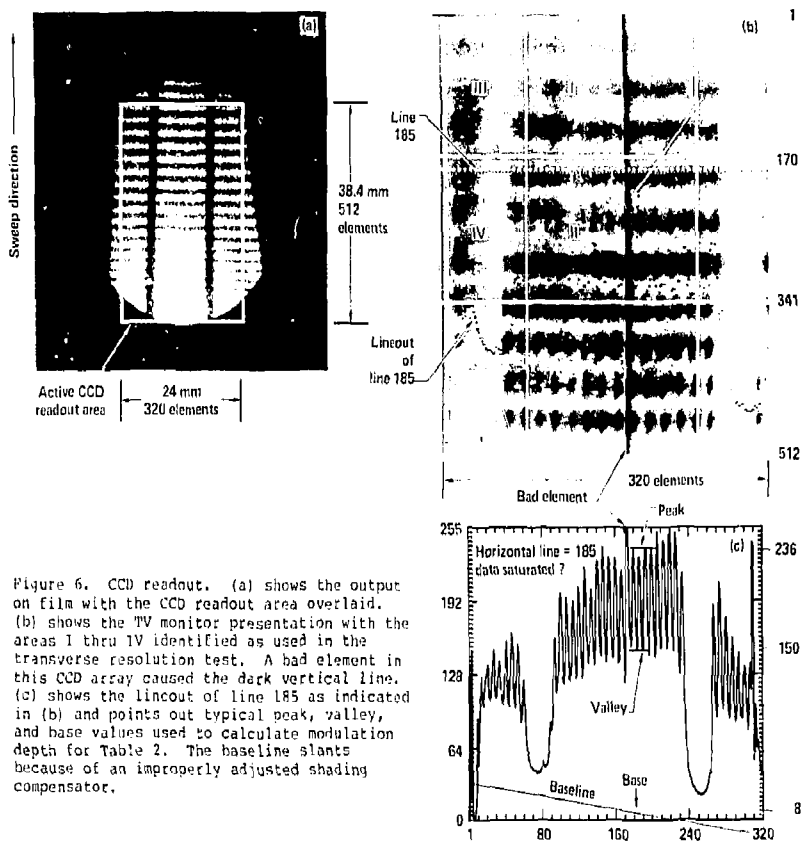 (a)
Sweep direction
38.4 mm
512
elements
Active CCD
readout area
24 mm
320 elements
(b)
1
170
341
512
III
Line
185
IV
II
Lineout of
line 185
320 elements
Bad element
Peak
(c)
Horizontal line = 185
data saturated ?
255
192
128
64
0
236
150
8
Valley
Baseline
Base
1
80
160
240
320
Figure 6. CCD readout. (a) shows the output
on film with the CCD readout area overlaid.
(b) shows the TV monitor presentation with the
areas I thru IV identified as used in the
transverse resolution test. A bad element in
this CCD array caused the dark vertical line.
(c) shows the lineout of line 185 as indicated
in (b) and points out typical peak, valley,
and base values used to calculate modulation
depth for Table 2. The baseline slants
because of an improperly adjusted shading
compensator.